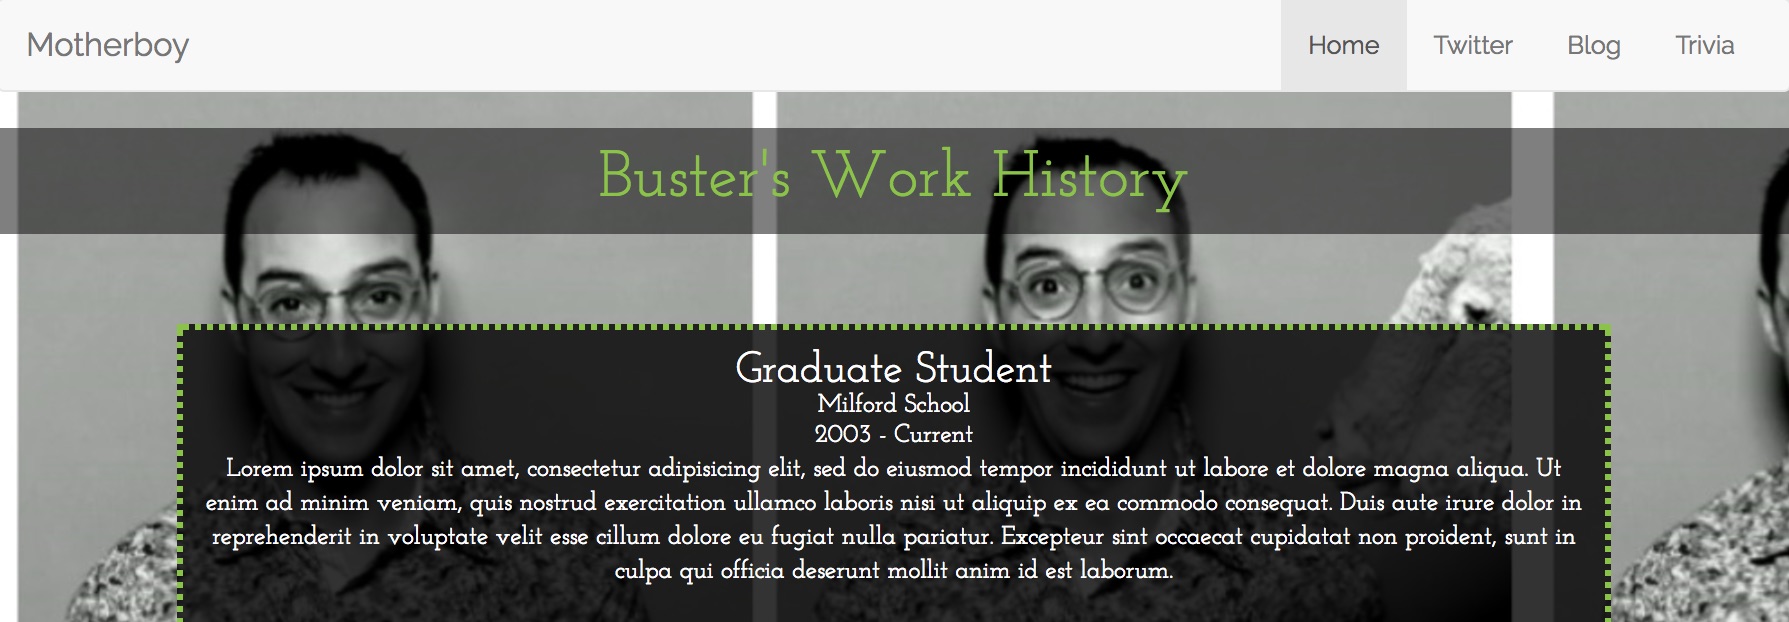 Motherboy
Home Twitter Blog Trivia
Buster's Work History
Graduate Student
Milford School
2003 - Current
Lorem ipsum dolor sit amet, consectetur adipisicing elit, sed do eiusmod tempor incididunt ut labore et dolore magna aliqua. Ut
enim ad minim veniam, quis nostrud exercitation ullamco laboris nisi ut aliquip ex ea commodo consequat. Duis aute irure dolor in
reprehenderit in voluptate velit esse cillum dolore eu fugiat nulla pariatur. Excepteur sint occaecat cupidatat non proident, sunt in
culpa qui officia deserunt mollit anim id est laborum.